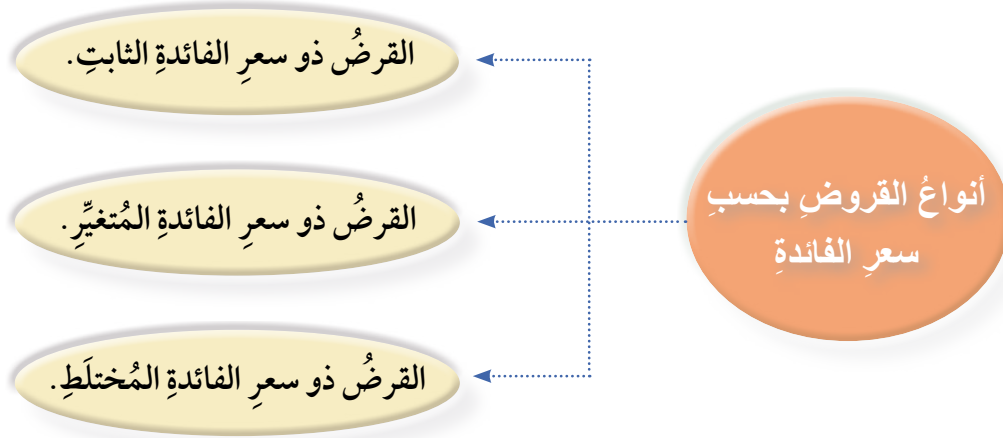 أنواعُ القروضِ بحسبِ
سعرِ الفائدةِ
القرضُ ذو سعرِ الفائدةِ الثابتِ.
القرضُ ذو سعرِ الفائدةِ المُتغيِّرِ.
القرضُ ذو سعرِ الفائدةِ المُختلَطِ.